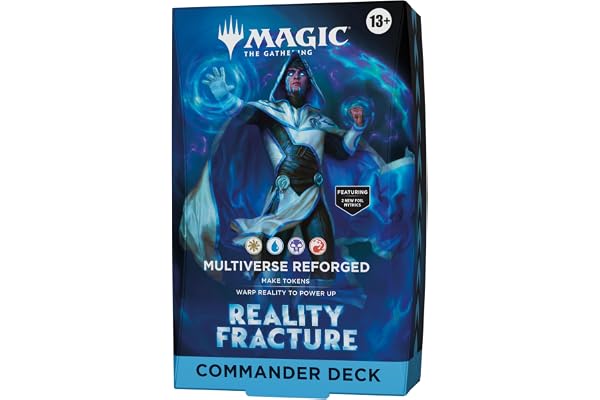 MAGIC
THE GATHERING
13+
FEATURING
2 NEW FOIL
MYTHICS
MULTIVERSE REFORGED
MAKE TOKENS
WARP REALITY TO POWER UP
REALITY
FRACTURE
COMMANDER DECK